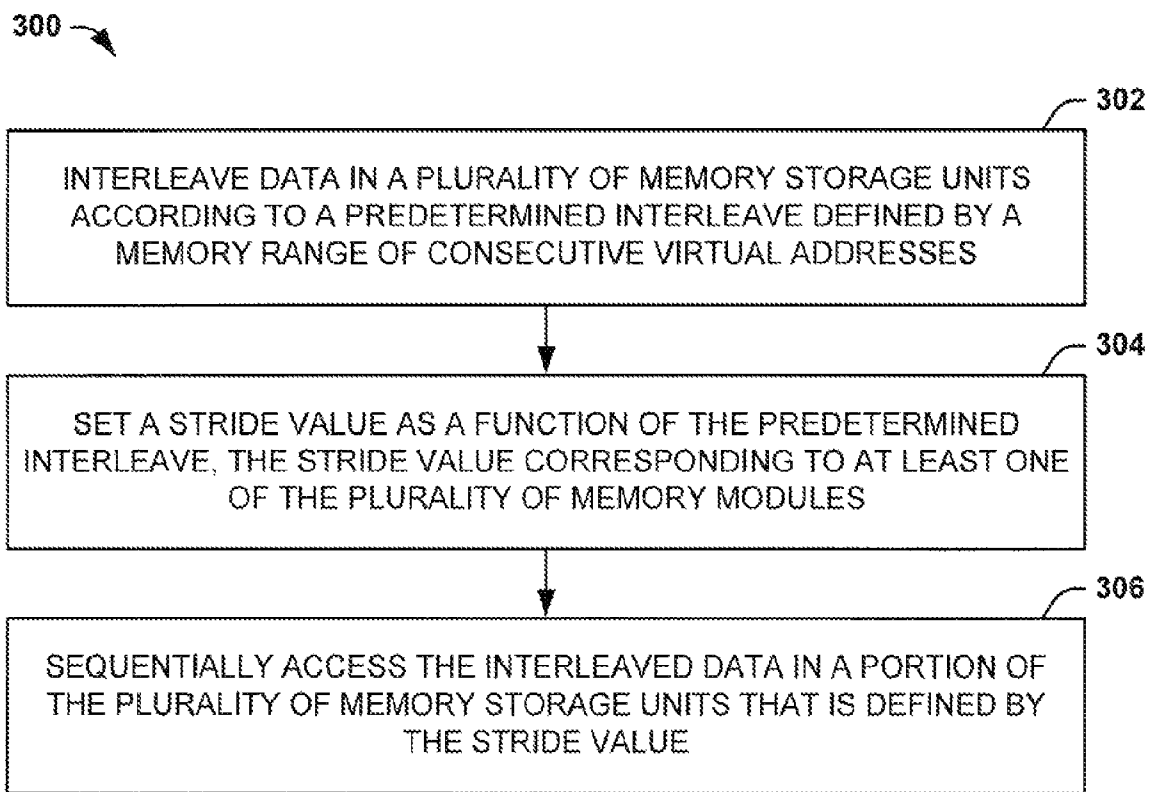 300
302
INTERLEAVE DATA IN A PLURALITY OF MEMORY STORAGE UNITS
ACCORDING TO A PREDETERMINED INTERLEAVE DEFINED BY A
MEMORY RANGE OF CONSECUTIVE VIRTUAL ADDRESSES
304
SET A STRIDE VALUE AS A FUNCTION OF THE PREDETERMINED
INTERLEAVE, THE STRIDE VALUE CORRESPONDING TO AT LEAST ONE
OF THE PLURALITY OF MEMORY MODULES
306
SEQUENTIALLY ACCESS THE INTERLEAVED DATA IN A PORTION OF
THE PLURALITY OF MEMORY STORAGE UNITS THAT IS DEFINED BY
THE STRIDE VALUE